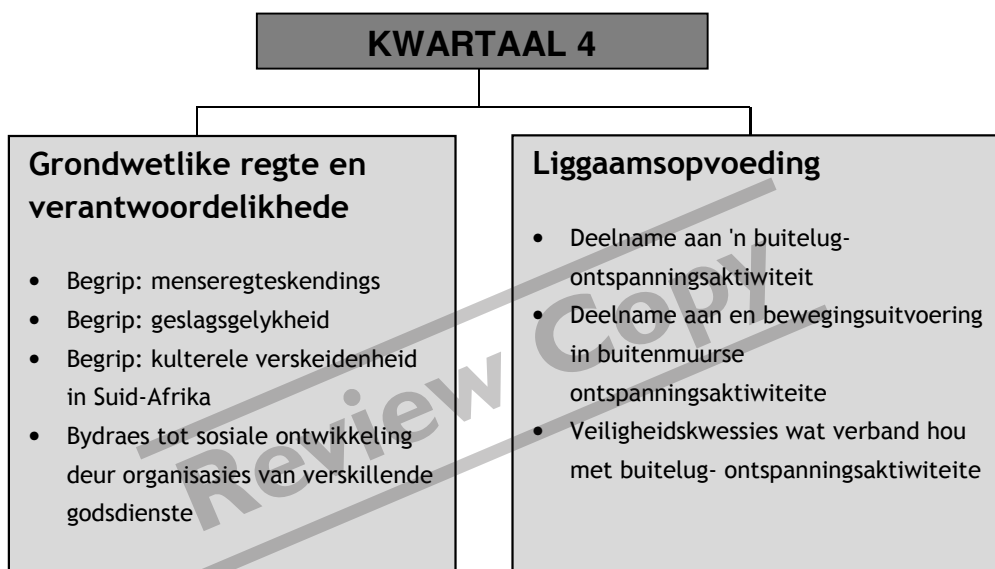 KWARTAAL 4
Grondwetlike regte en
verantwoordelikhede
• Begrip: menseregteskendings
• Begrip: geslagsgelykheid
• Begrip: kulterele verskeidenheid
in Suid-Afrika
• Bydraes tot sosiale ontwikkeling
deur organisasies van verskillende
godsdienste
Liggaamsopvoeding
• Deelname aan 'n buitelug-
ontspanningsaktiwiteit
• Deelname aan en bewegingsuitvoering
in buitenmuurse
ontspanningsaktiwiteite
• Veiligheidskwessies wat verband hou
met buitelug- ontspanningsaktiwiteite
Review Copy